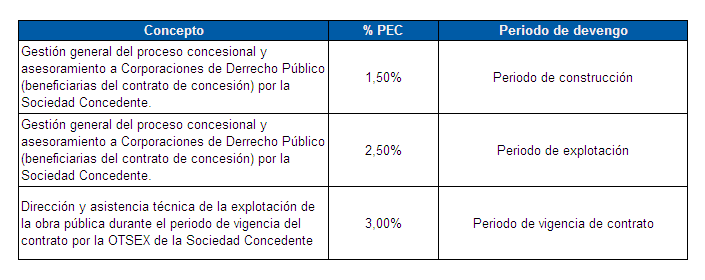 Concepto % PEC Periodo de devengo
Gestión general del proceso concesional y
asesoramiento a Corporaciones de Derecho Público
(beneficiarias del contrato de concesión) por la
Sociedad Concedente.
1,50%
Periodo de construcción
Gestión general del proceso concesional y
asesoramiento a Corporaciones de Derecho Público
(beneficiarias del contrato de concesión) por la
Sociedad Concedente.
2,50%
Periodo de explotación
Dirección y asistencia técnica de la explotación de
la obra pública durante el periodo de vigencia del
contrato por la OTSEX de la Sociedad Concedente
3,00%
Periodo de vigencia de contrato